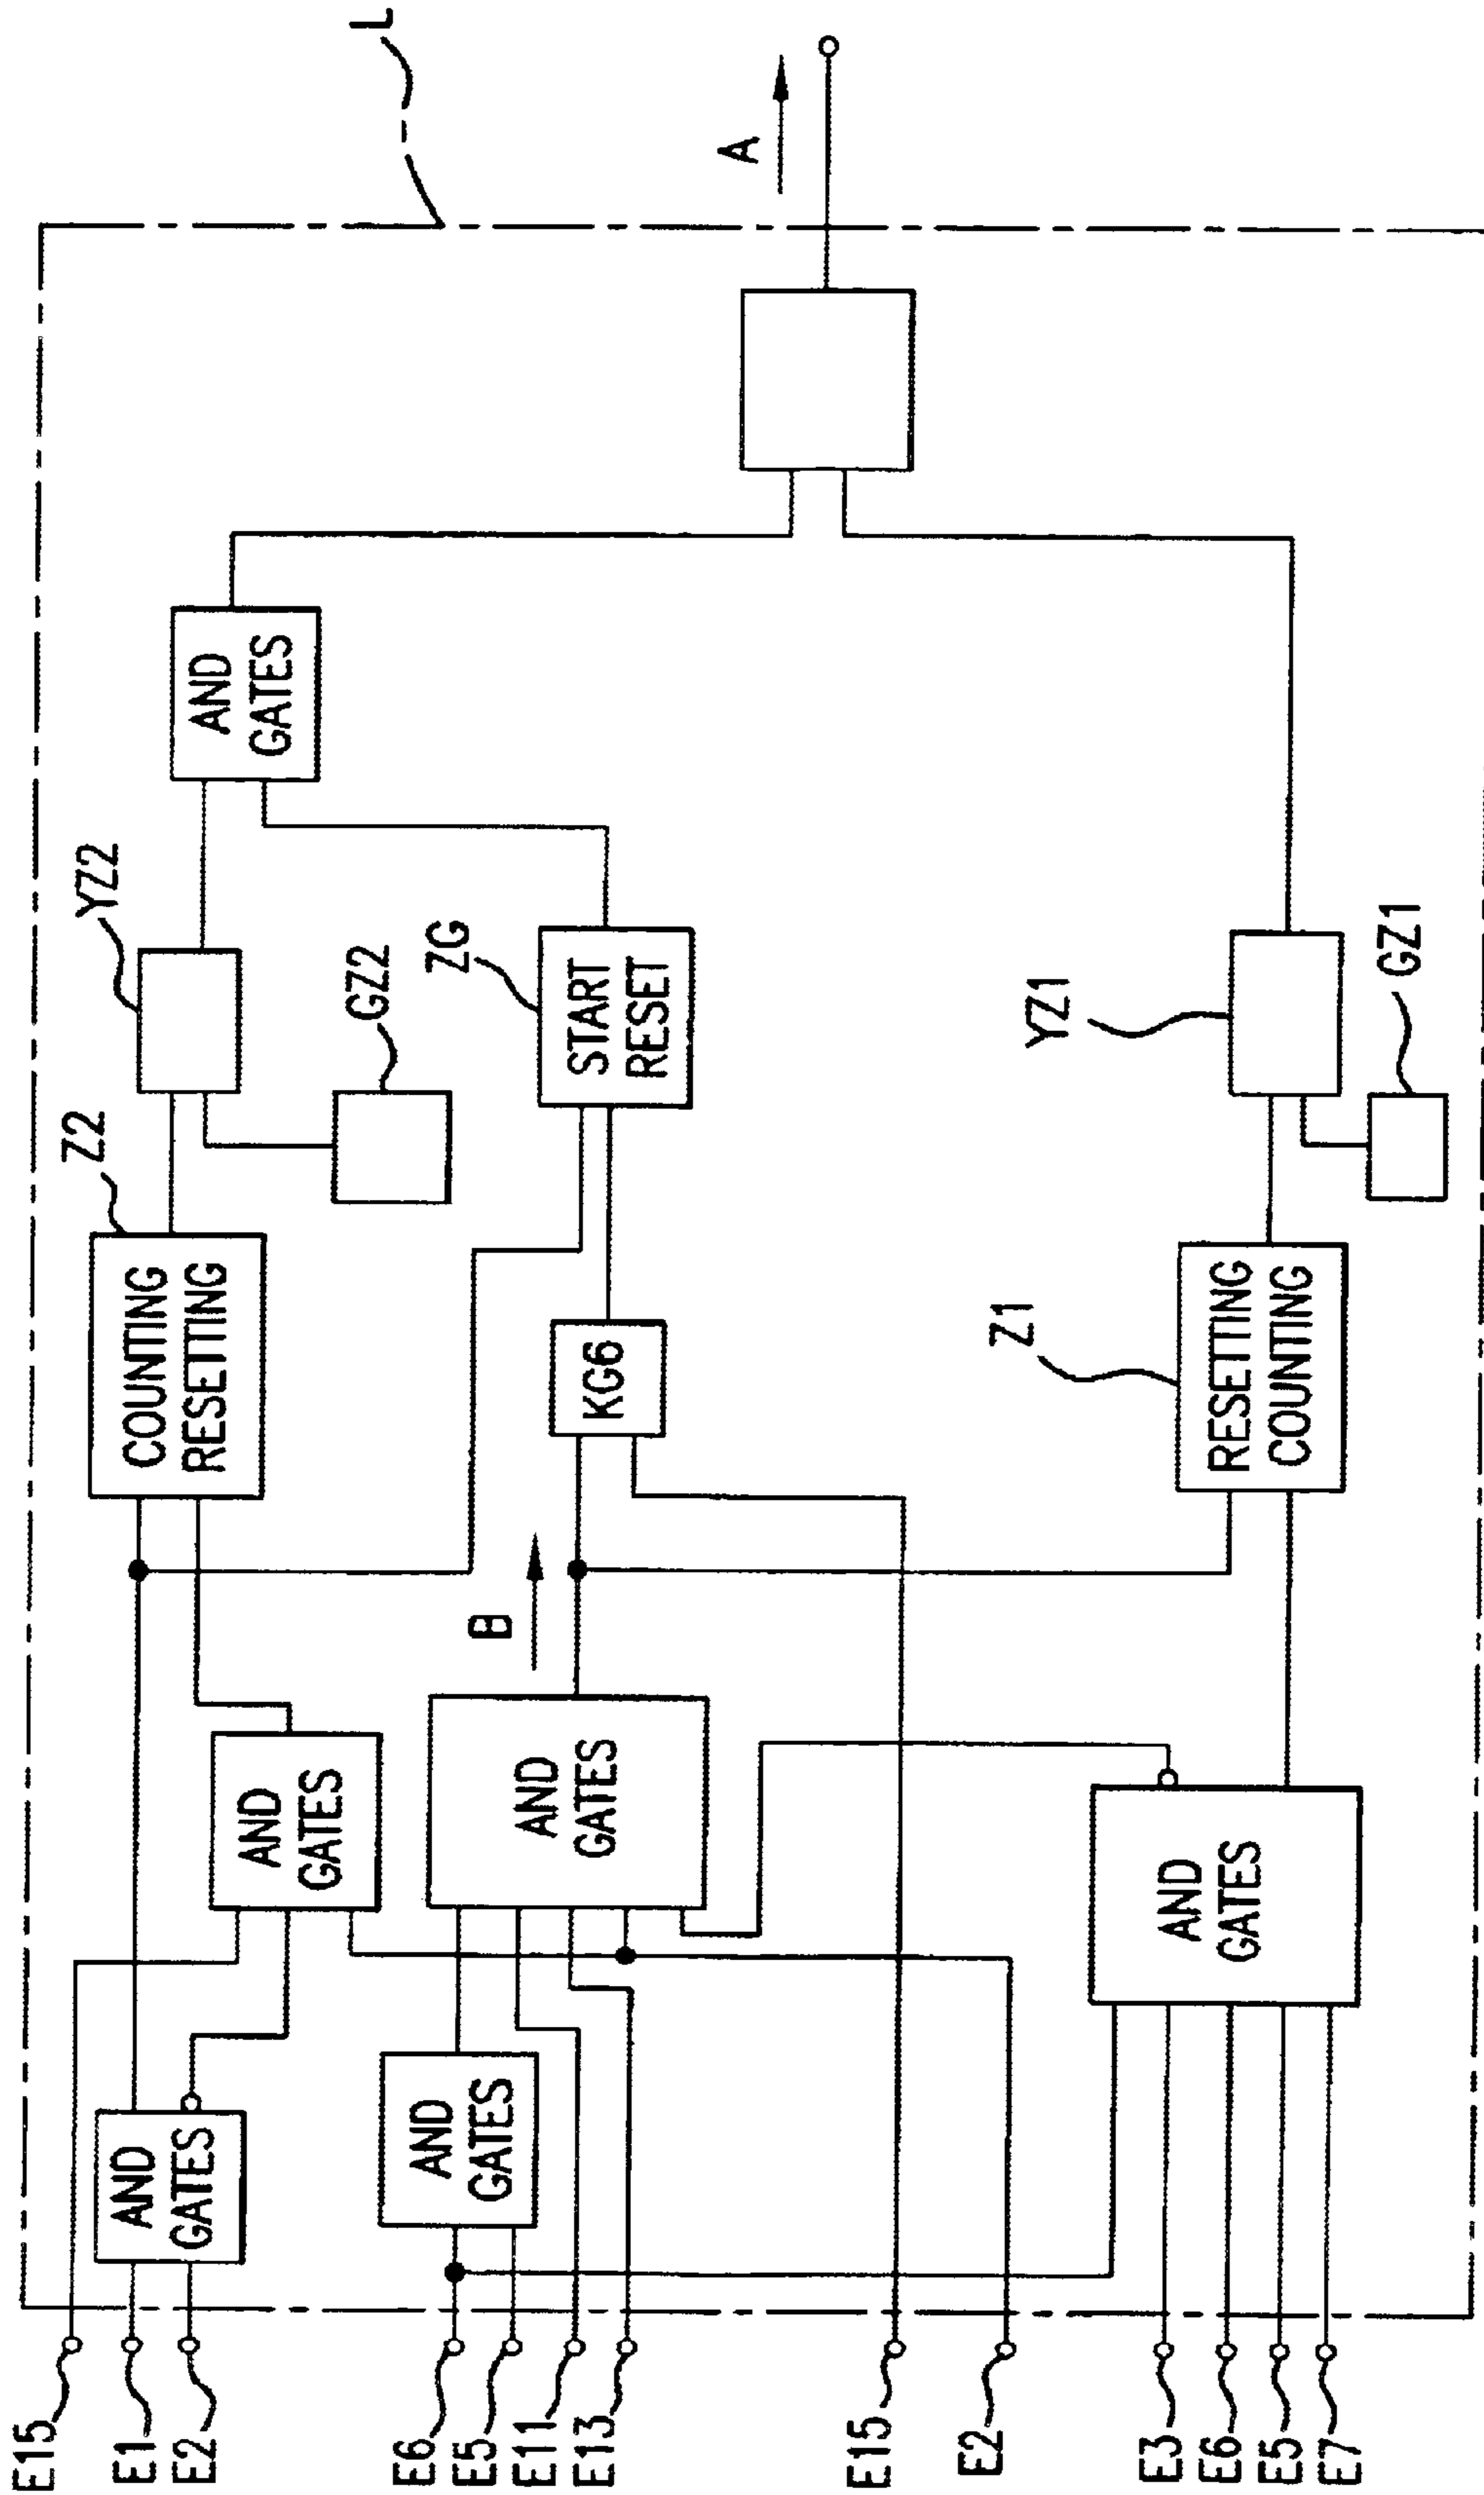 E15
E1
E2
E6
E5
E11
E13
E15
E2
E3
E6
E5
E7
AND
GATES
AND
GATES
AND
GATES
AND
GATES
AND
GATES
B
COUNTING
RESETTING
Z2
KG6
RESETTING
COUNTING
Z1
YZ2
GZ2
ZG
START
RESET
YZ1
GZ1
AND
GATES
A
L